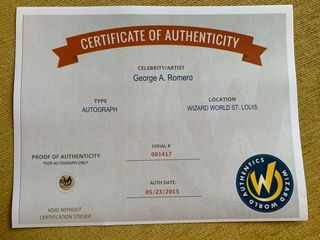 CERTIFICATE OF AUTHENTICITY
CELEBRITY/ARTIST
George A. Romero
TYPE
LOCATION
AUTOGRAPH
WIZARD WORLD ST. LOUIS
SERIAL #:
001417
PROOF OF AUTHENTICITY
*FOR AUTOGRAPH ONLY
AUTH DATE:
05/23/2015
VOID WITHOUT
CERTIFICATION STICKER
WIZARD WORLD
AUTHENTICS
W